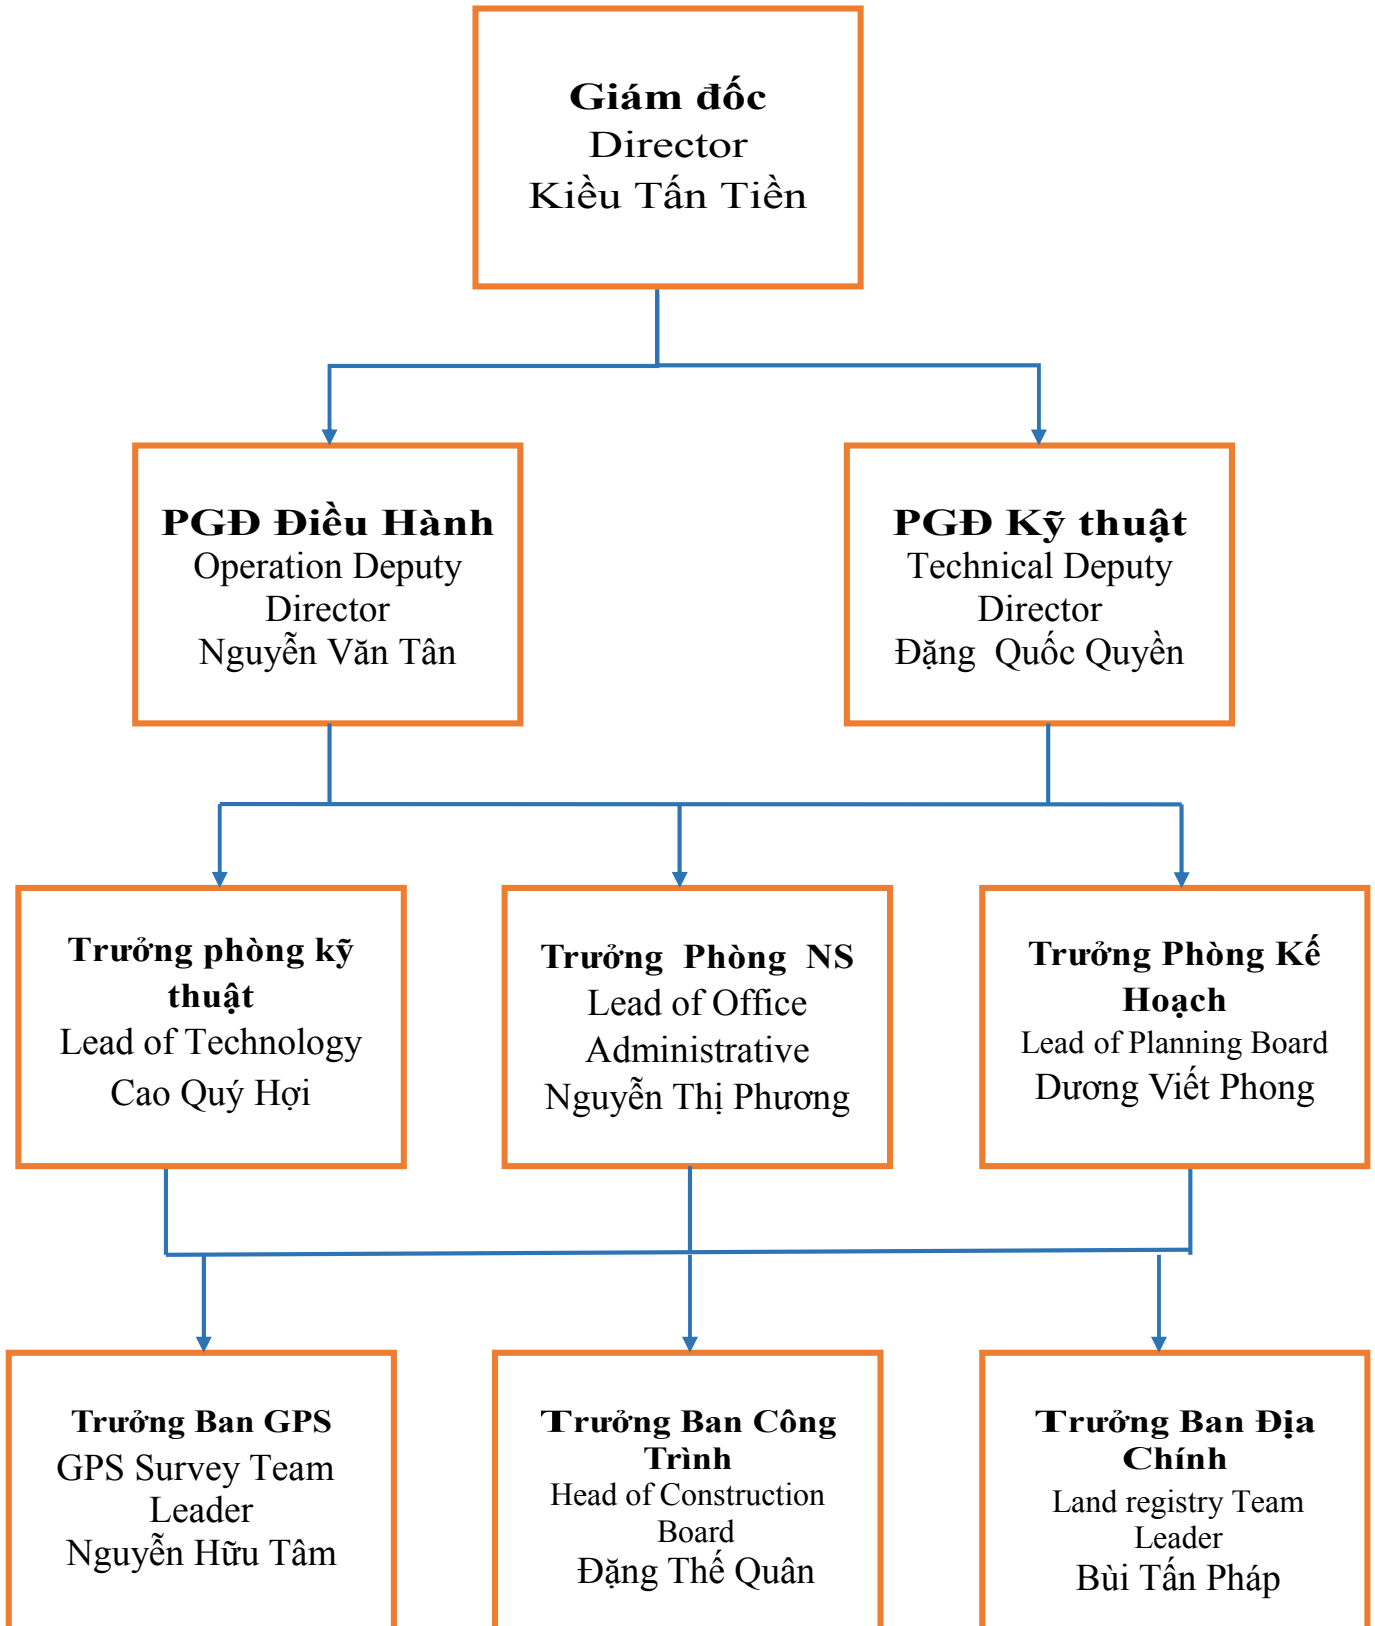 Giám đốc
Director
Kiều Tấn Tiền
PGĐ Điều Hành
Operation Deputy
Director
Nguyễn Văn Tân
PGĐ Kỹ thuật
Technical Deputy
Director
Đặng  Quốc Quyền
Trưởng phòng kỹ
thuật
Lead of Technology
Cao Quý Hợi
Trưởng  Phòng  NS
Lead of Office
Administrative
Nguyễn Thị Phương
Trưởng Phòng Kế
Hoạch
Lead of Planning Board
Dương Viết Phong
Trưởng Ban GPS
GPS Survey Team
Leader
Nguyễn Hữu Tâm
Trưởng Ban Công
Trình
Head of Construction
Board
Đặng Thế Quân
Trưởng Ban Địa
Chính
Land registry Team
Leader
Bùi Tấn Pháp